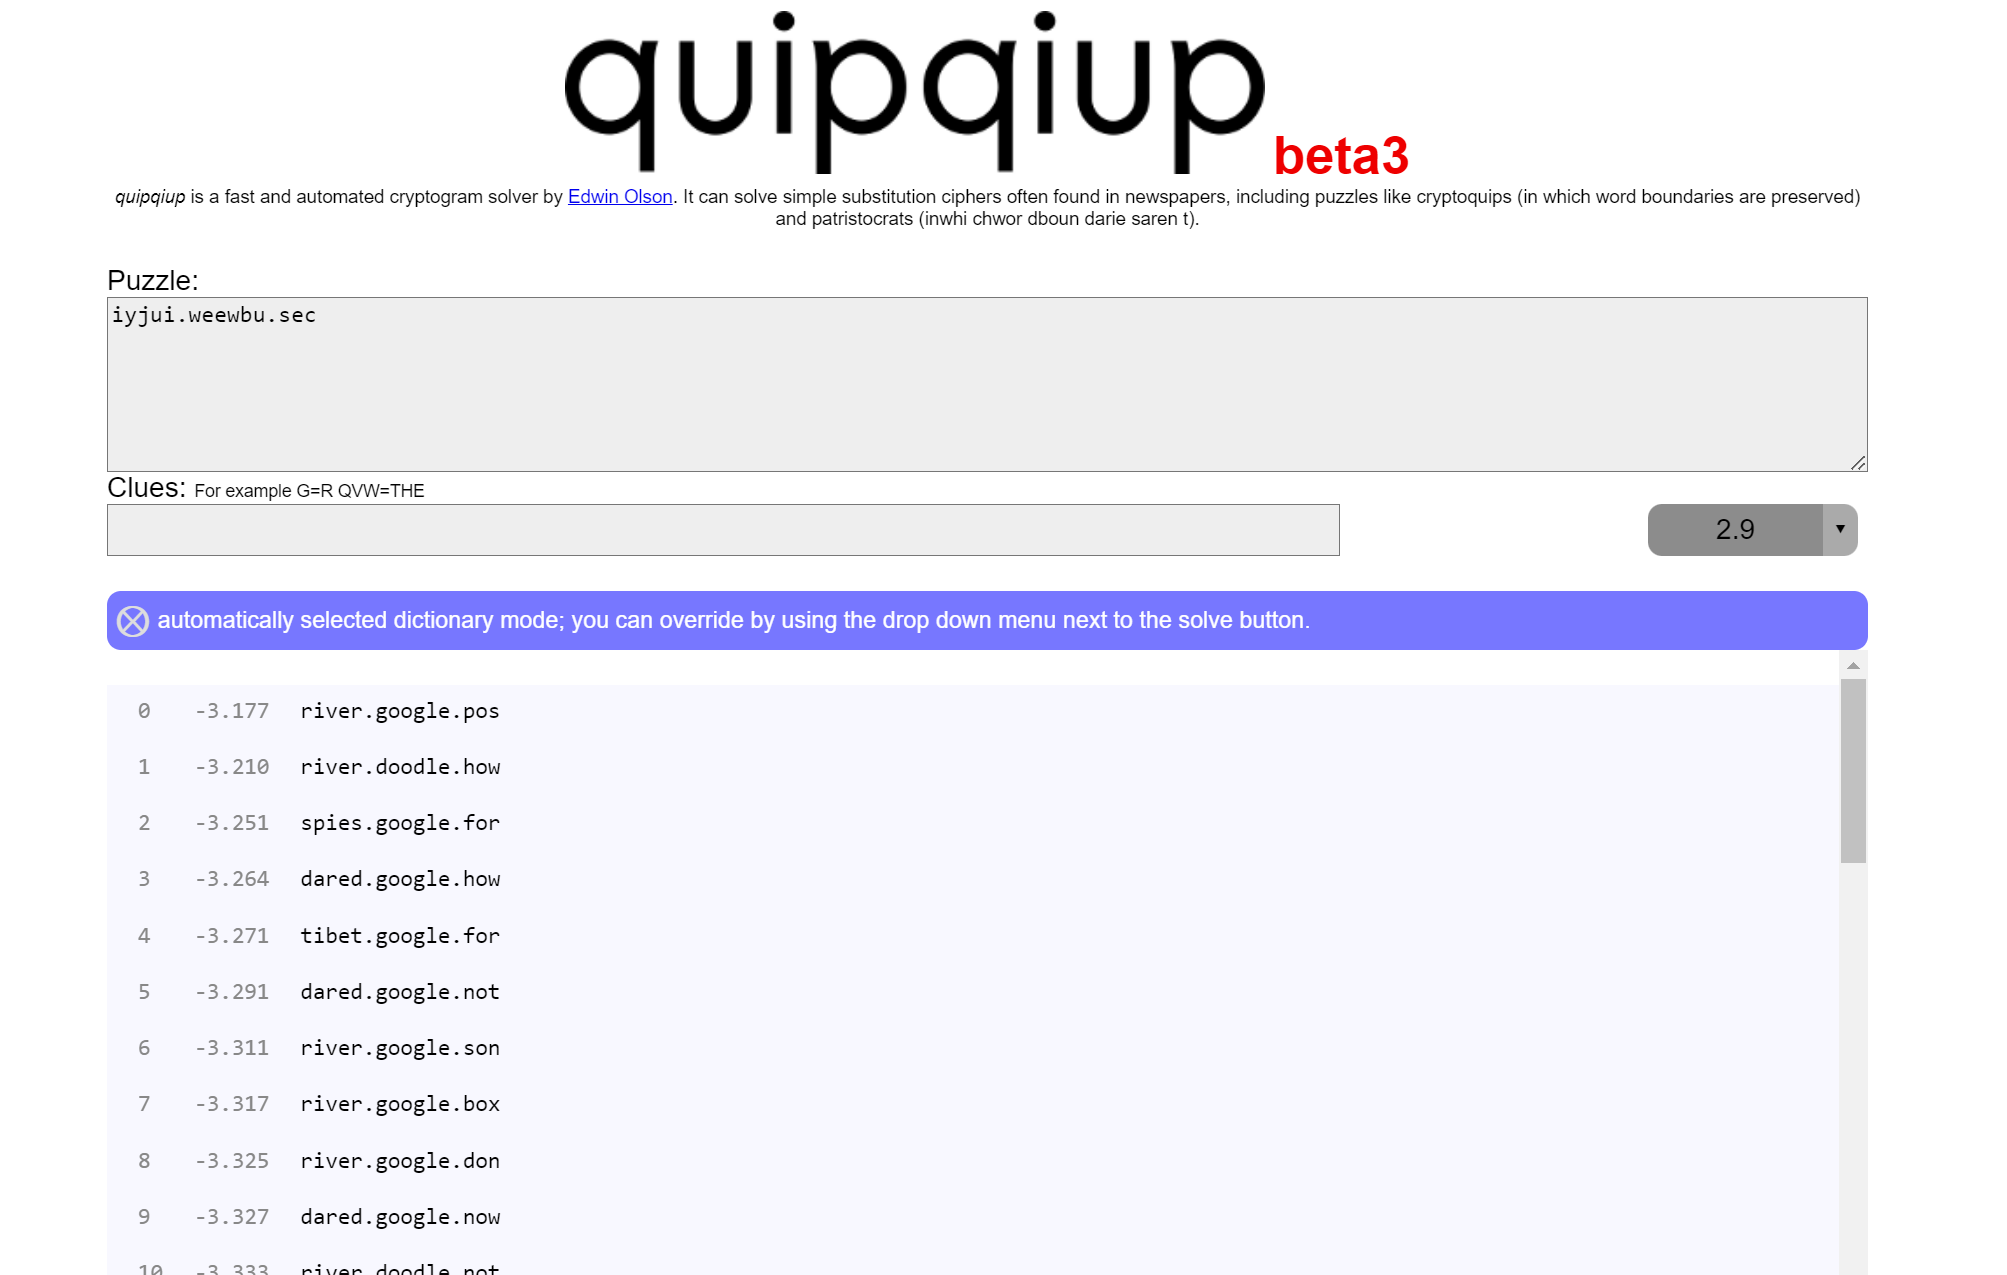 quipqiup beta3
quipqiup is a fast and automated cryptogram solver by Edwin Olson. It can solve simple substitution ciphers often found in newspapers, including puzzles like cryptoquips (in which word boundaries are preserved)
and patristocrats (inwhi chwor dboun darie saren t).
Puzzle:
iyjui.weewbu.sec
Clues: For example G=R QVW=THE
2.9
automatically selected dictionary mode; you can override by using the drop down menu next to the solve button.
0 -3.177 river.google.pos
1 -3.210 river.doodle.how
2 -3.251 spies.google.for
3 -3.264 dared.google.how
4 -3.271 tibet.google.for
5 -3.291 dared.google.not
6 -3.311 river.google.son
7 -3.317 river.google.box
8 -3.325 river.google.don
9 -3.327 dared.google.now
10 -3.333 river.doodle.not